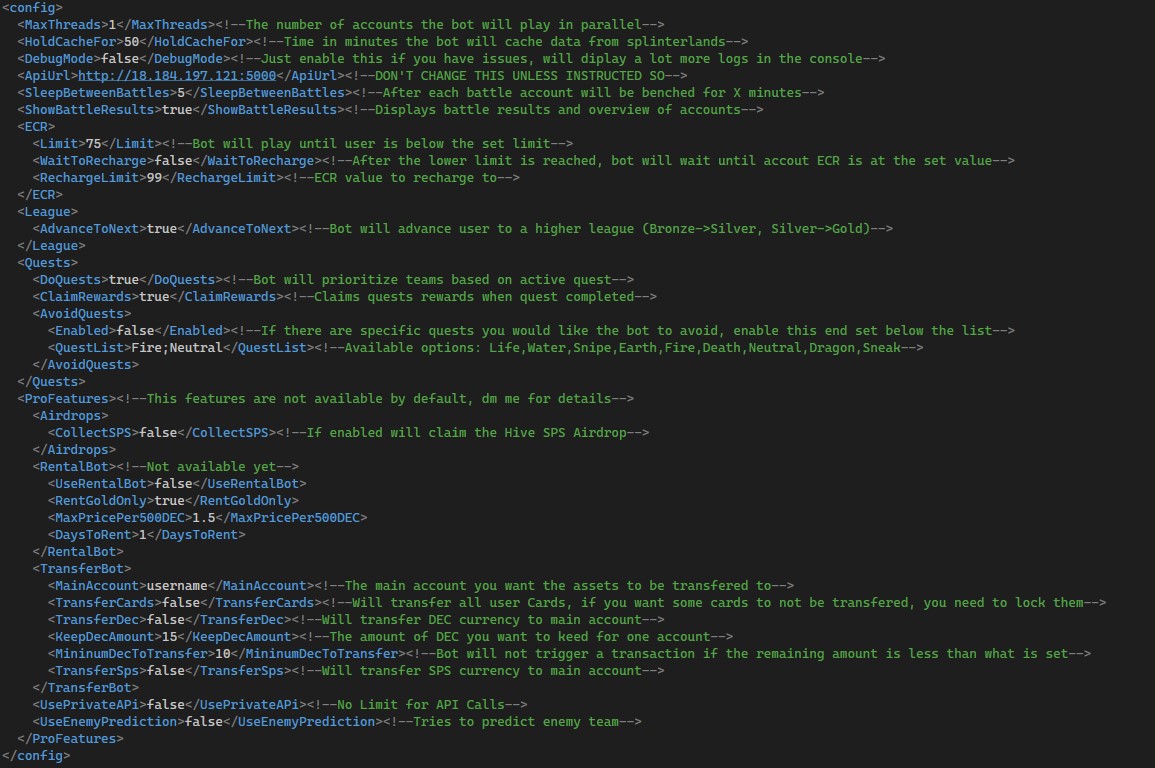 <config>
<MaxThreads>1</MaxThreads><!--The number of accounts the bot will play in parallel-->
<HoldCacheFor>50</HoldCacheFor><!--Time in minutes the bot will cache data from splinterlands-->
<DebugMode>false</DebugMode><!--Just enable this if you have issues, will diplay a lot more logs in the console-->
<ApiUrl>http://18.184.197.121:5000</ApiUrl><!--DON'T CHANGE THIS UNLESS INSTRUCTED SO-->
<SleepBetweenBattles>5</SleepBetweenBattles><!--After each battle account will be benched for X minutes-->
<ShowBattleResults>true</ShowBattleResults><!--Displays battle results and overview of accounts-->
<ECR>
<Limit>75</Limit><!--Bot will play until user is below the set limit-->
<WaitToRecharge>false</WaitToRecharge><!--After the lower limit is reached, bot will wait until accout ECR is at the set value-->
<RechargeLimit>99</RechargeLimit><!--ECR value to recharge to-->
</ECR>
<League>
<AdvanceToNext>true</AdvanceToNext><!--Bot will advance user to a higher league (Bronze->Silver, Silver->Gold)-->
</League>
<Quests>
<DoQuests>true</DoQuests><!--Bot will prioritize teams based on active quest-->
<ClaimRewards>true</ClaimRewards><!--Claims quests rewards when quest completed-->
<AvoidQuests>
<Enabled>false</Enabled><!--If there are specific quests you would like the bot to avoid, enable this end set below the list-->
<QuestList>Fire;Neutral</QuestList><!--Available options: Life,Water,Snipe,Earth,Fire,Death,Neutral,Dragon,Sneak-->
</AvoidQuests>
</Quests>
<ProFeatures><!--This features are not available by default, dm me for details-->
<Airdrops>
<CollectSPS>false</CollectSPS><!--If enabled will claim the Hive SPS Airdrop-->
</Airdrops>
<RentalBot><!--Not available yet-->
<UseRentalBot>false</UseRentalBot>
<RentGoldOnly>true</RentGoldOnly>
<MaxPricePer500DEC>1.5</MaxPricePer500DEC>
<DaysToRent>1</DaysToRent>
</RentalBot>
<TransferBot>
<MainAccount>username</MainAccount><!--The main account you want the assets to be transfered to-->
<TransferCards>false</TransferCards><!--Will transfer all user Cards, if you want some cards to not be transfered, you need to lock them-->
<TransferDec>false</TransferDec><!--Will transfer DEC currency to main account-->
<KeepDecAmount>15</KeepDecAmount><!--The amount of DEC you want to keed for one account-->
<MininumDecToTransfer>10</MininumDecToTransfer><!--Bot will not trigger a transaction if the remaining amount is less than what is set-->
<TransferSps>false</TransferSps><!--Will transfer SPS currency to main account-->
</TransferBot>
<UsePrivateAPi>false</UsePrivateAPi><!--No Limit for API Calls-->
<UseEnemyPrediction>false</UseEnemyPrediction><!--Tries to predict enemy team-->
</ProFeatures>
</config>